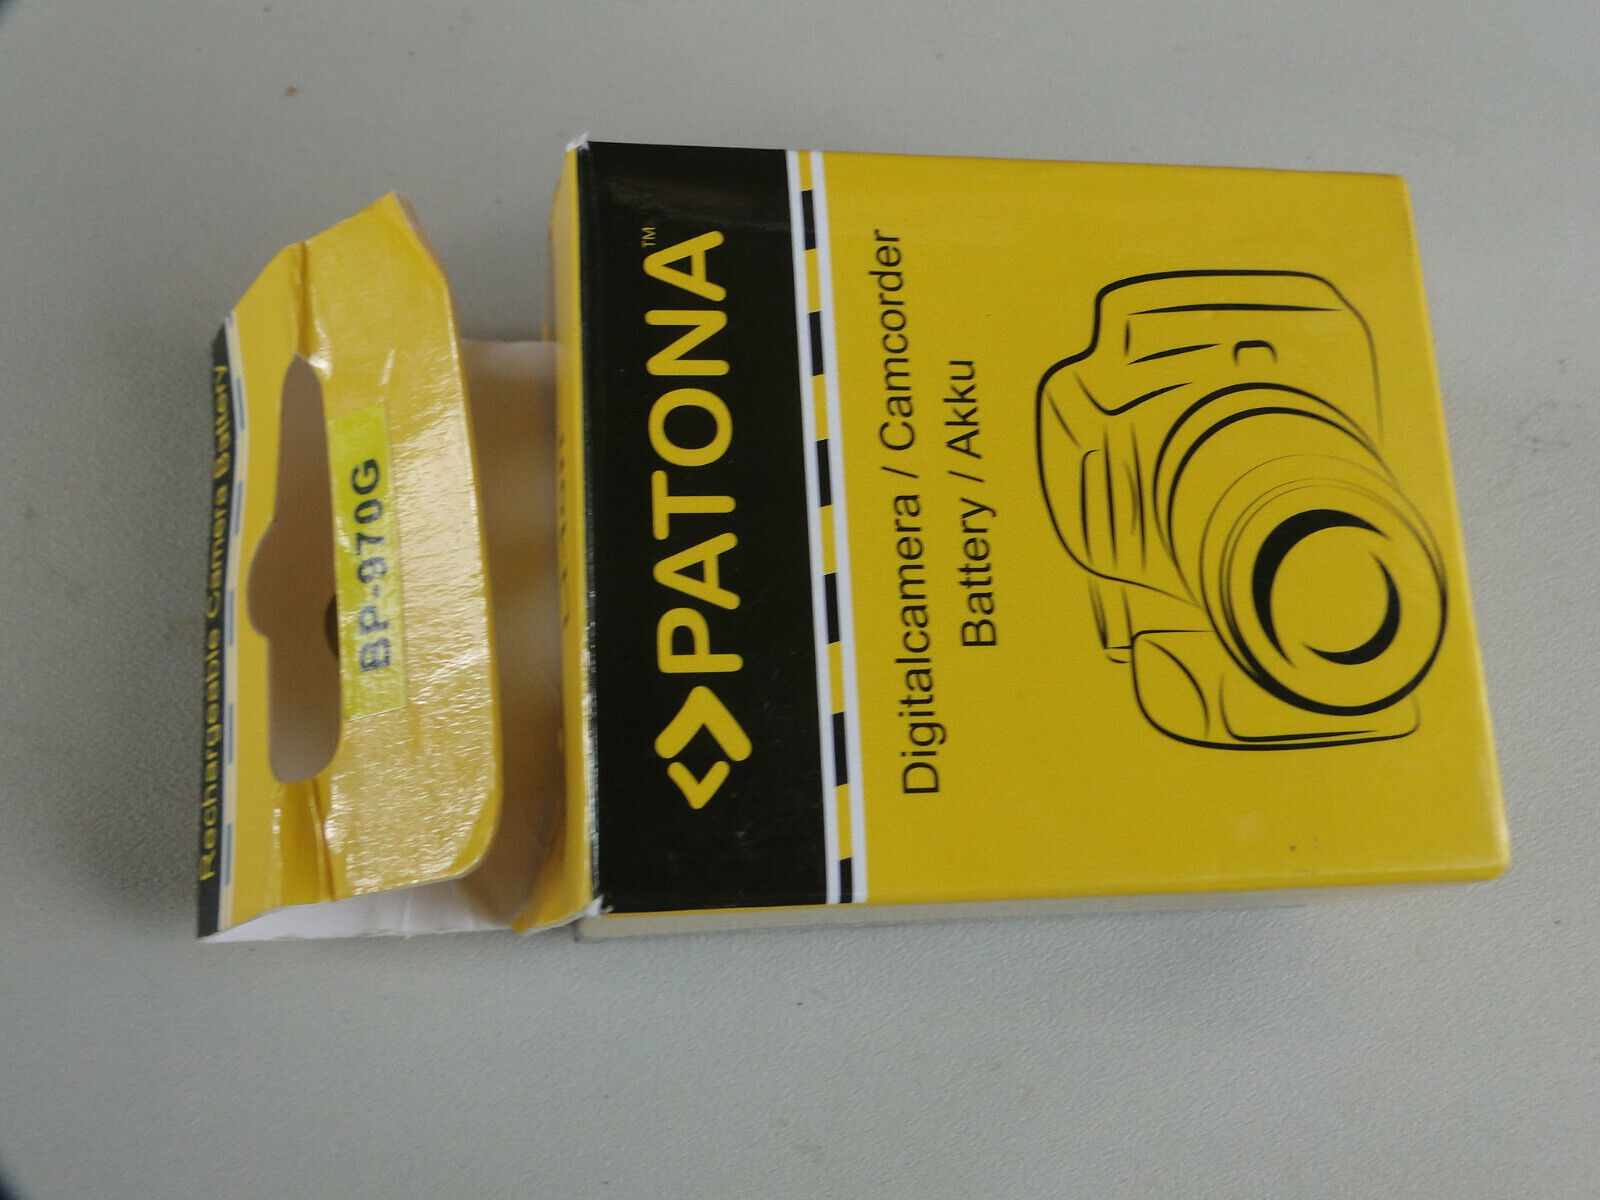 Rechargeable Camera Battery
BP-970G
PATONA™
Digitalcamera / Camcorder
Battery / Akku